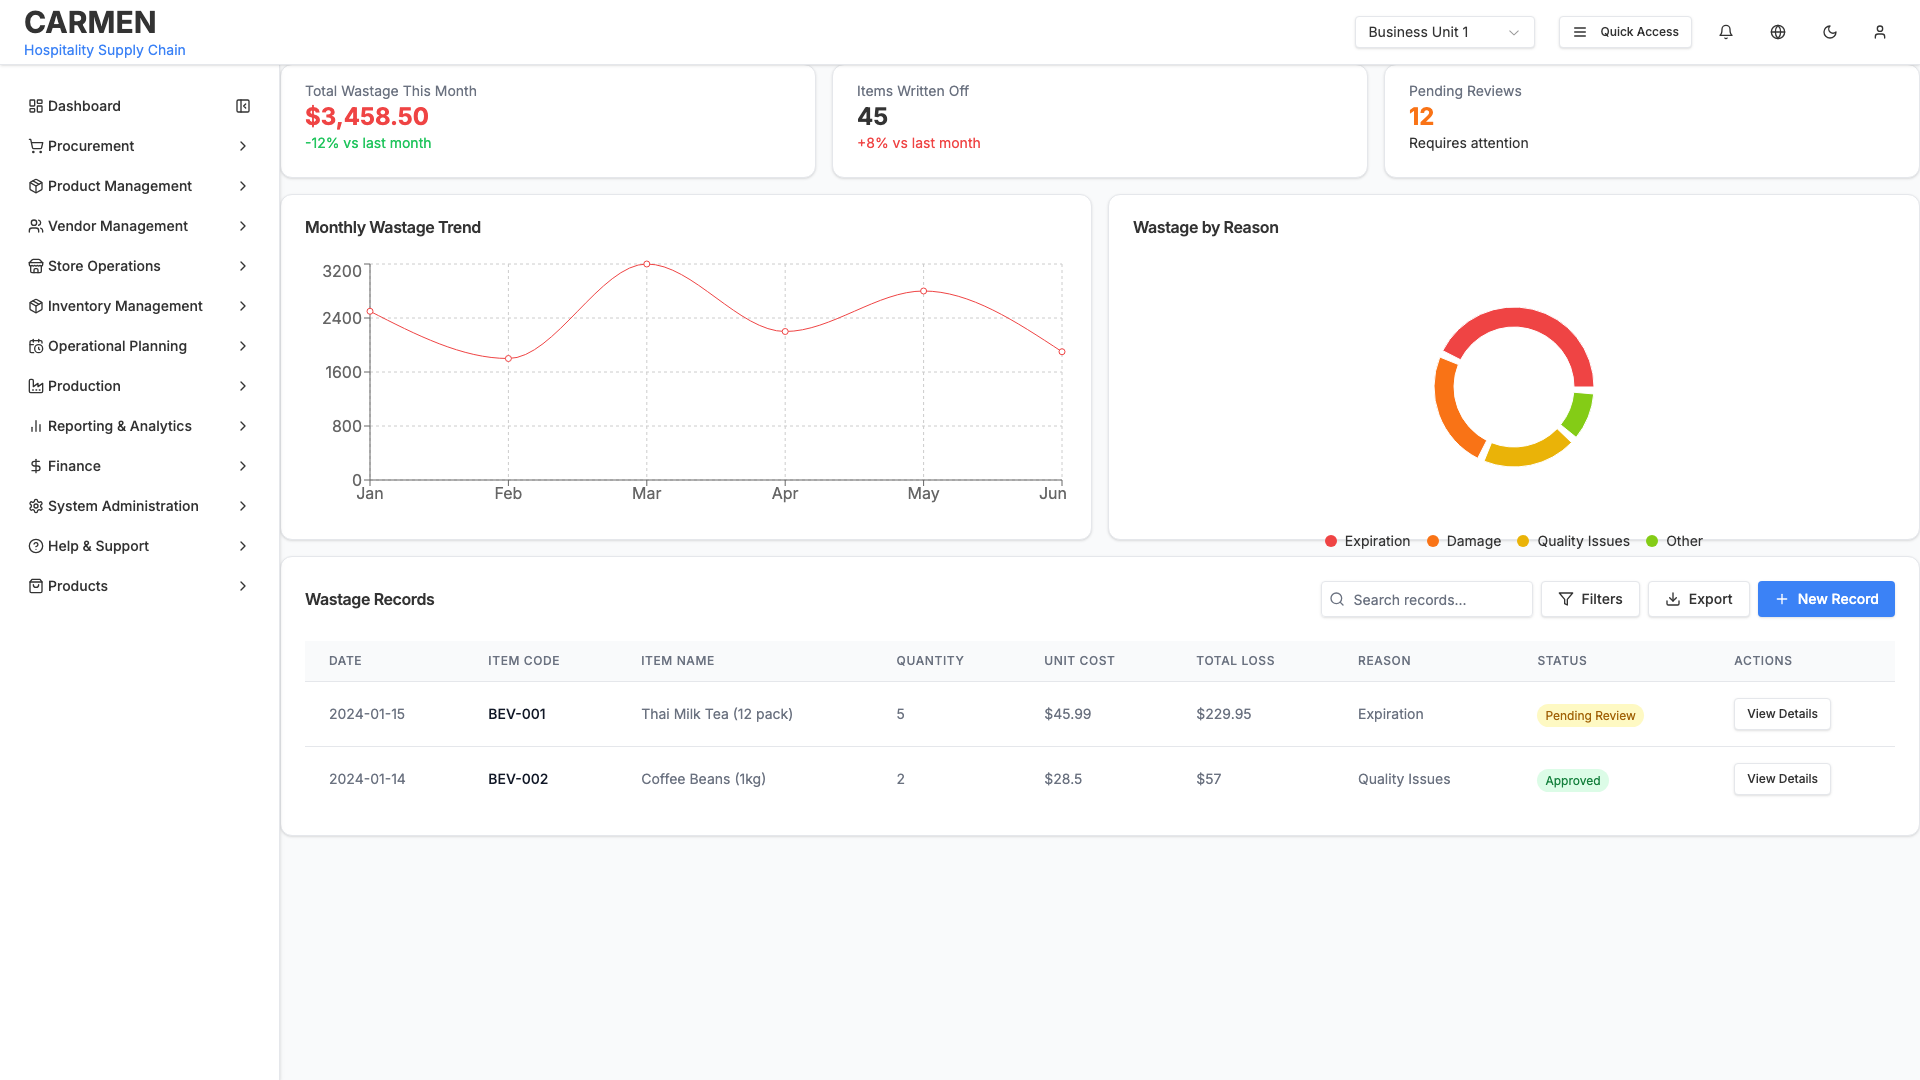 CARMEN
Hospitality Supply Chain
Business Unit 1
Quick Access
Dashboard
Procurement
Product Management
Vendor Management
Store Operations
Inventory Management
Operational Planning
Production
Reporting & Analytics
Finance
System Administration
Help & Support
Products
Total Wastage This Month
$3,458.50
-12% vs last month
Items Written Off
45
+8% vs last month
Pending Reviews
12
Requires attention
Monthly Wastage Trend
3200
2400
1600
800
0
Jan Feb Mar Apr May Jun
Wastage by Reason
Expiration Damage Quality Issues Other
Wastage Records
Search records...
Filters
Export
New Record
DATE ITEM CODE ITEM NAME QUANTITY UNIT COST TOTAL LOSS REASON STATUS ACTIONS
2024-01-15 BEV-001 Thai Milk Tea (12 pack) 5 $45.99 $229.95 Expiration Pending Review View Details
2024-01-14 BEV-002 Coffee Beans (1kg) 2 $28.5 $57 Quality Issues Approved View Details